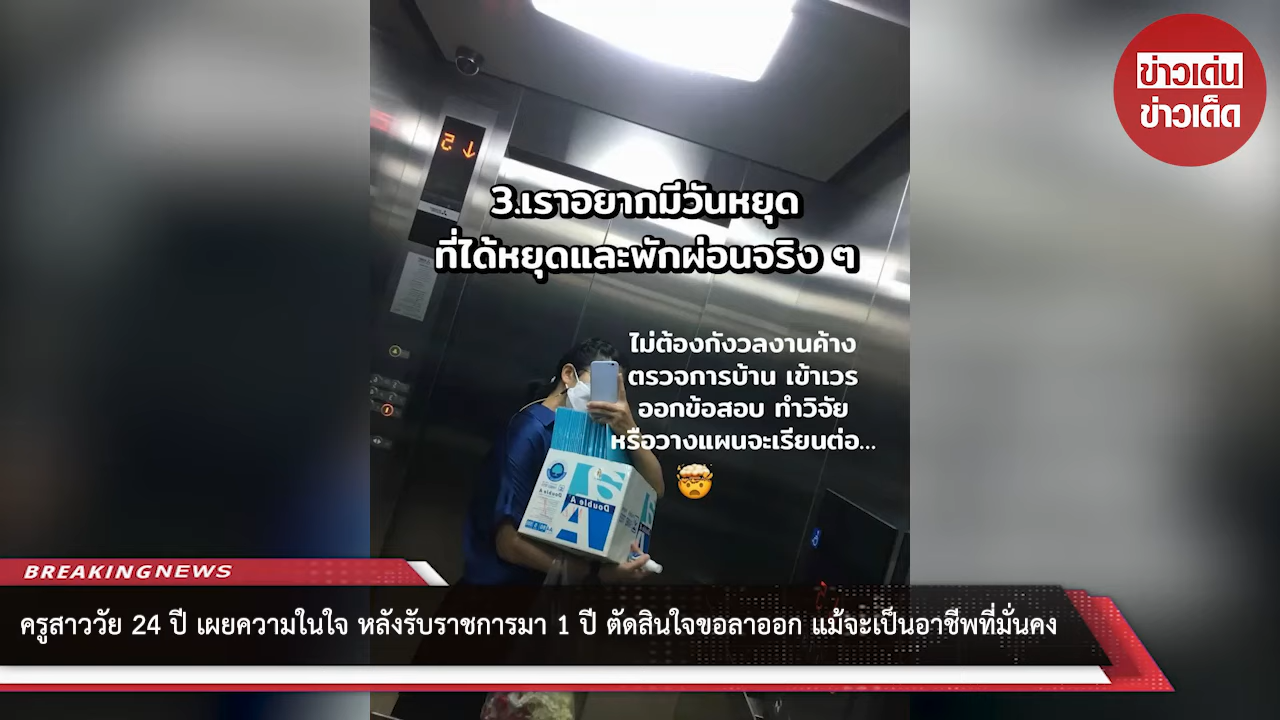 ข่าวเด่น
ข่าวเด็ด
3.เราอยากมีวันหยุด
ที่ได้หยุดและพักผ่อนจริง ๆ
ไม่ต้องกังวลงานค้าง
ตรวจการบ้าน เข้าเวร
ออกข้อสอบ ทำวิจัย
หรือวางแผนจะเรียนต่อ...
Double A
A
BREAKING NEWS
ครูสาววัย 24 ปี เผยความในใจ หลังรับราชการมา 1 ปี ตัดสินใจขอลาออก แม้จะเป็นอาชีพที่มั่นคง